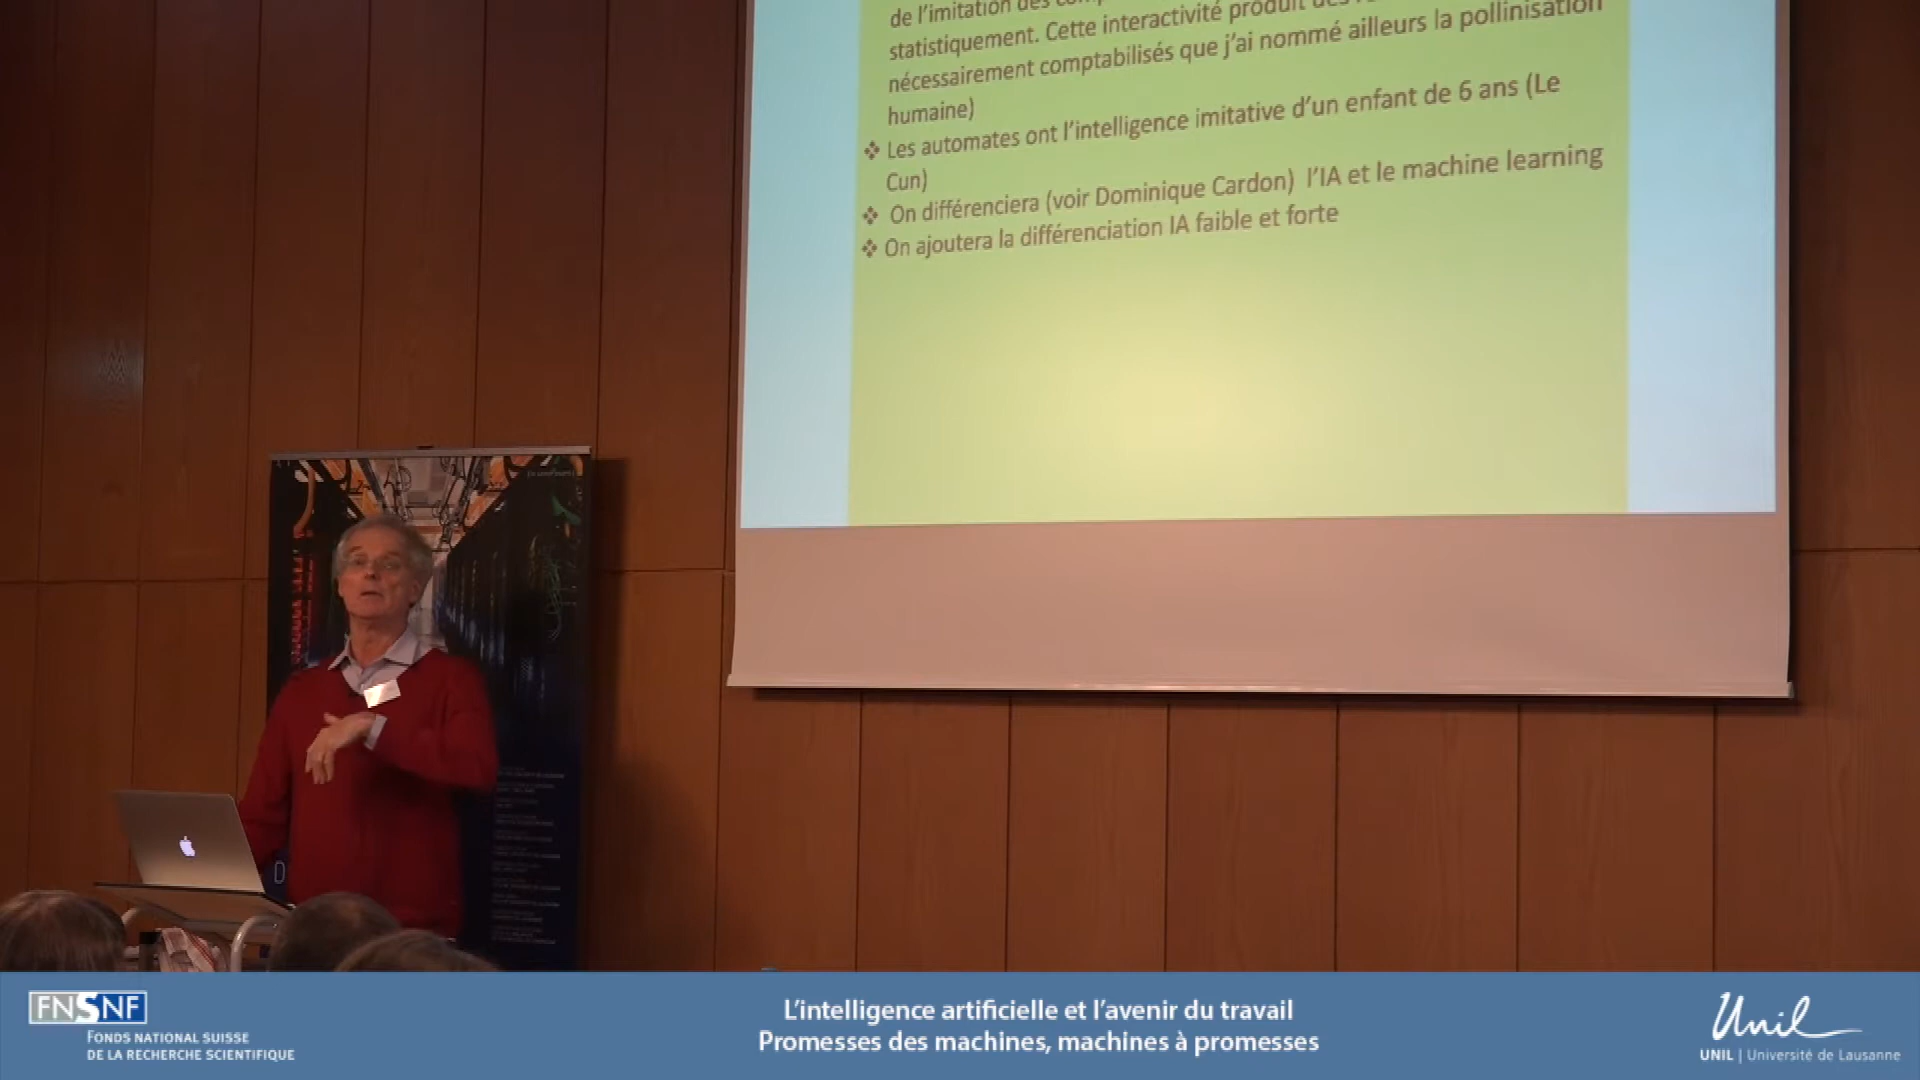 de l'imitation des
statistiquement. Cette interactivité produit des
nécessairement comptabilisés que j'ai nommé ailleurs la pollinisation
humaine)
❖ Les automates ont l'intelligence imitative d'un enfant de 6 ans (Le
Cun)
❖ On différenciera (voir Dominique Cardon) l'IA et le machine learning
❖ On ajoutera la différenciation IA faible et forte
FNSNF
FONDS NATIONAL SUISSE
DE LA RECHERCHE SCIENTIFIQUE
L'intelligence artificielle et l'avenir du travail
Promesses des machines, machines à promesses
Unil
UNIL | Université de Lausanne